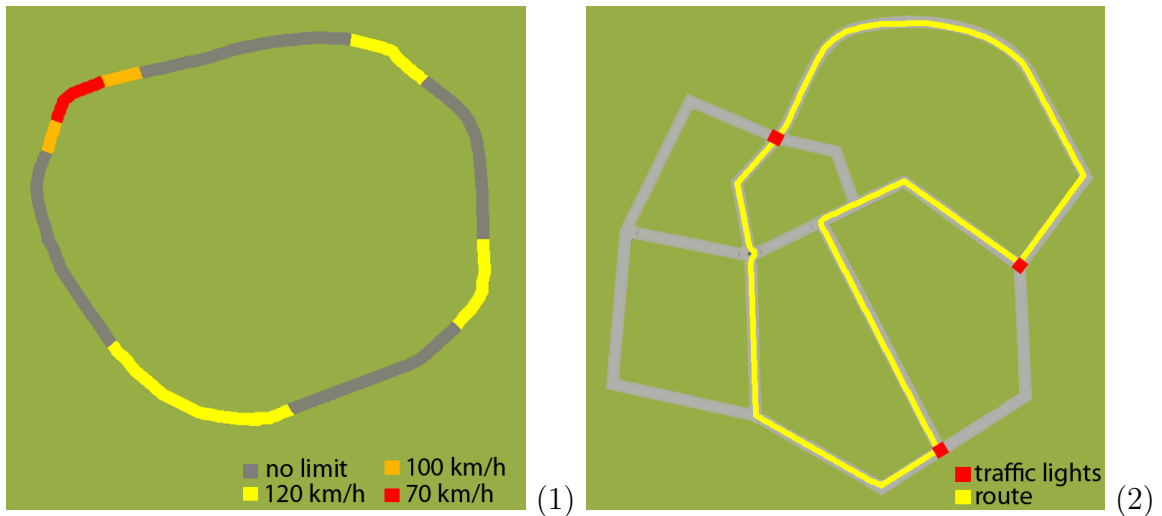 no limit 100 km/h
120 km/h 70 km/h
(1)
traffic lights
route
(2)